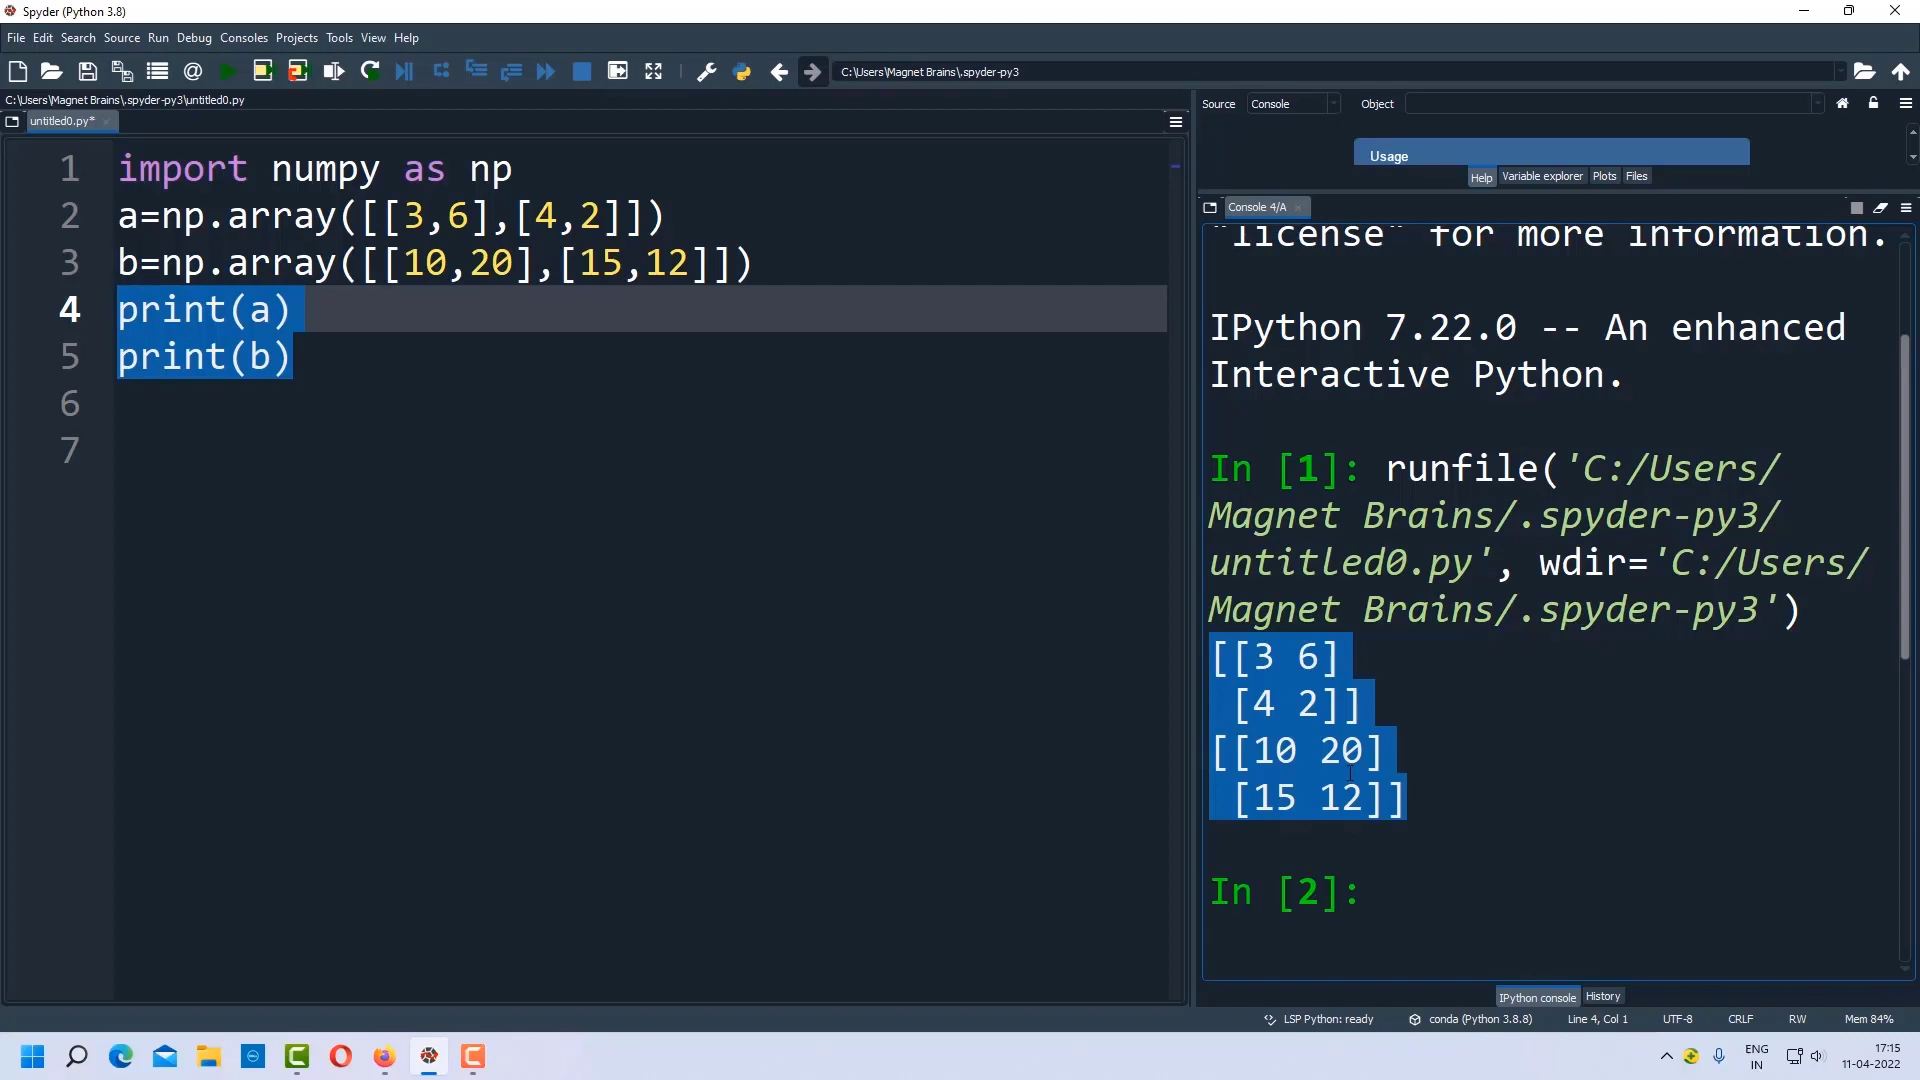 Spyder (Python 3.8)
File Edit Search Source Run Debug Consoles Projects Tools View Help
C:\Users\Magnet Brains\.spyder-py3
C:\Users\Magnet Brains\.spyder-py3\untitled0.py
untitled0.py*
1 import numpy as np
2 a=np.array([[3,6],[4,2]])
3 b=np.array([[10,20],[15,12]])
4 print(a)
5 print(b)
6
7
Source Console Object
Usage
Help Variable explorer Plots Files
Console 4/A
"license" for more information.
IPython 7.22.0 -- An enhanced
Interactive Python.
In [1]: runfile('C:/Users/
Magnet Brains/.spyder-py3/
untitled0.py', wdir='C:/Users/
Magnet Brains/.spyder-py3')
[[3 6]
 [4 2]]
[[10 20]
 [15 12]]
In [2]:
IPython console History
LSP Python: ready conda (Python 3.8.8) Line 4, Col 1 UTF-8 CRLF RW Mem 84%
ENG
IN
17:15
11-04-2022